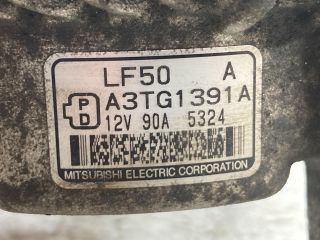 LF50 A
P
D
A3TG1391A
12V 90A 5324
MITSUBISHI ELECTRIC CORPORATION